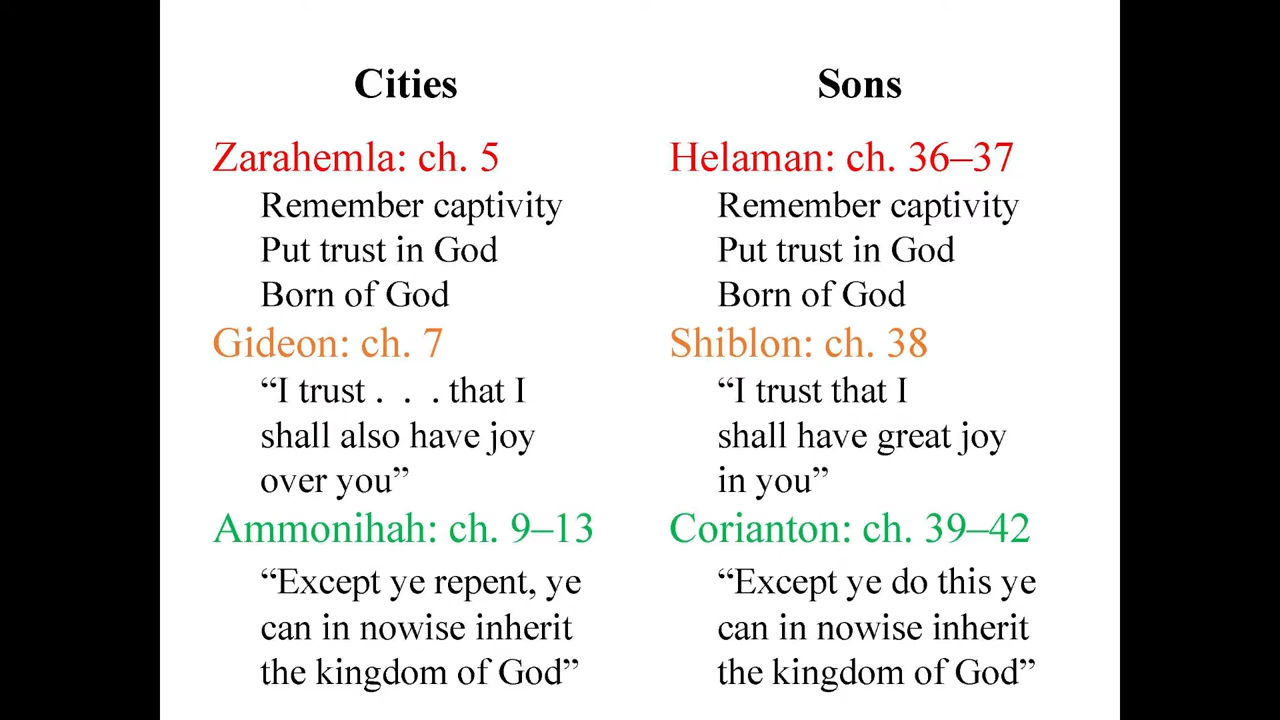 Cities
Zarahemla: ch. 5
Remember captivity
Put trust in God
Born of God
Gideon: ch. 7
“I trust . . . that I
shall also have joy
over you”
Ammonihah: ch. 9–13
“Except ye repent, ye
can in nowise inherit
the kingdom of God”
Sons
Helaman: ch. 36–37
Remember captivity
Put trust in God
Born of God
Shiblon: ch. 38
“I trust that I
shall have great joy
in you”
Corianton: ch. 39–42
“Except ye do this ye
can in nowise inherit
the kingdom of God”